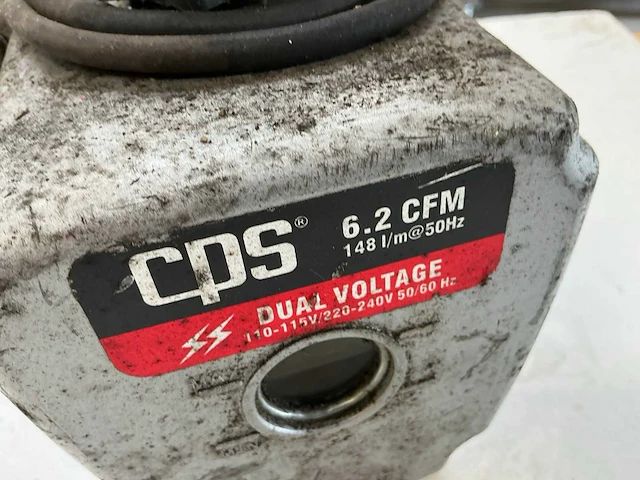 CPS® 6.2 CFM
148 l/m@50Hz
DUAL VOLTAGE
110-115V/220-240V 50/60 Hz